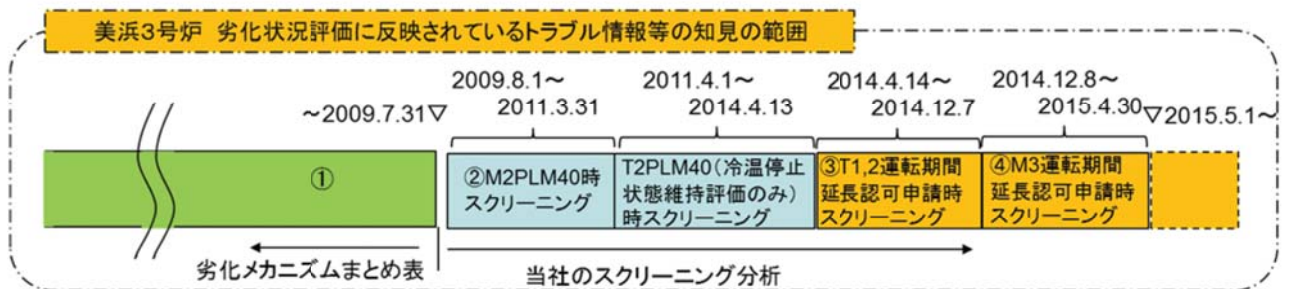 美浜３号炉 劣化状況評価に反映されているトラブル情報等の知見の範囲
2009.8.1～
2011.3.31
2011.4.1～
2014.4.13
2014.4.14～
2014.12.7
2014.12.8～
2015.4.30
～2009.7.31▽
▽2015.5.1～
①
②M2PLM40時
スクリーニング
T2PLM40（冷温停止
状態維持評価のみ）
時スクリーニング
③T1,2運転期間
延長認可申請時
スクリーニング
④M3運転期間
延長認可申請時
スクリーニング
劣化メカニズムまとめ表
当社のスクリーニング分析